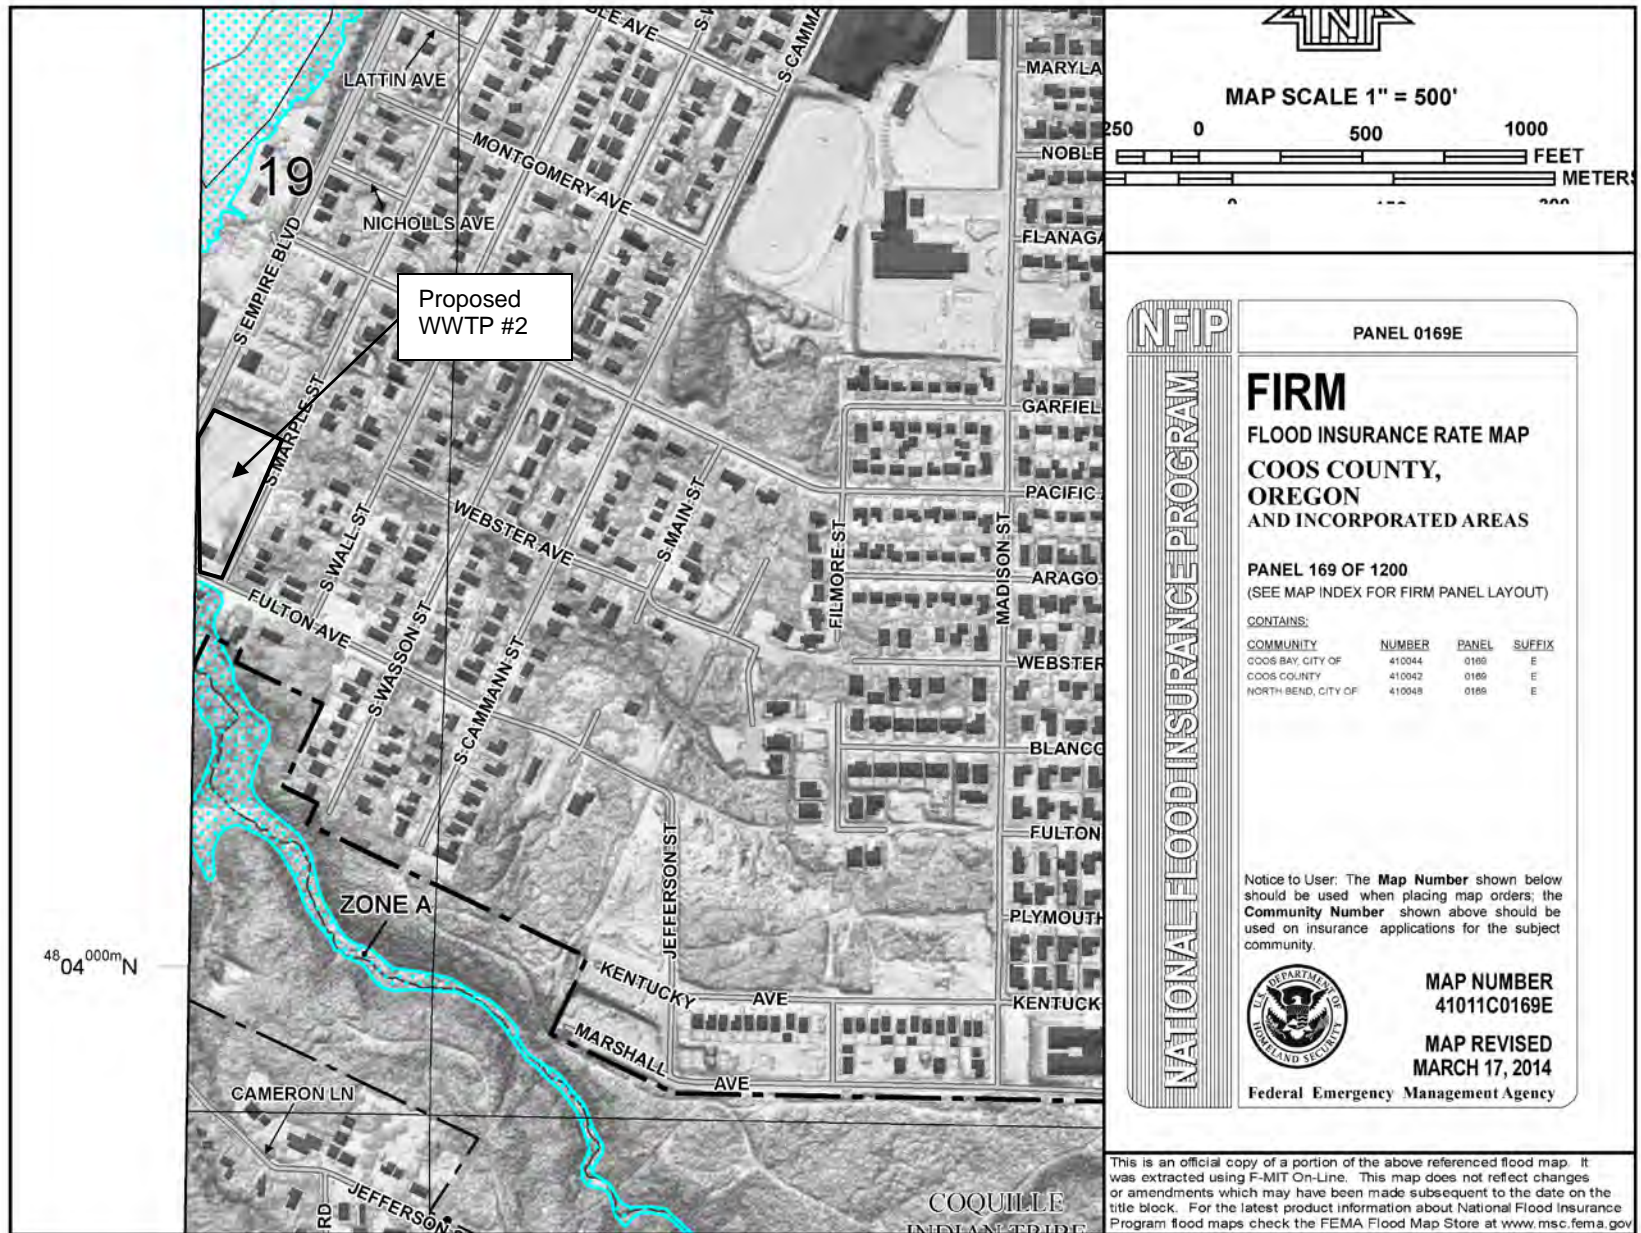 BLE AVE
S CAMMA
LATTIN AVE
19
MONTGOMERY AVE
NICHOLLS AVE
S EMPIRE BLVD
Proposed
WWTP #2
S MARPLE ST
S WALL ST
WEBSTER AVE
S MAIN ST
FULTON AVE
S WASSON ST
S CAMMANN ST
FILMORE ST
MADISON ST
JEFFERSON ST
MARYLA
NOBLE
FLANAGA
GARFIEL
PACIFIC
ARAGO
WEBSTER
BLANCO
FULTON
PLYMOUTH
KENTUCK
ZONE A
4804000mN
KENTUCKY AVE
MARSHALL AVE
CAMERON LN
JEFFERSON
RD
COQUILLE
INDIAN TRIBE
N
MAP SCALE 1" = 500'
250 0 500 1000
FEET
METERS
NFIP
PANEL 0169E
NATIONAL FLOOD INSURANCE PROGRAM
FIRM
FLOOD INSURANCE RATE MAP
COOS COUNTY,
OREGON
AND INCORPORATED AREAS
PANEL 169 OF 1200
(SEE MAP INDEX FOR FIRM PANEL LAYOUT)
CONTAINS:
COMMUNITY NUMBER PANEL SUFFIX
COOS BAY, CITY OF 410044 0169 E
COOS COUNTY 410042 0169 E
NORTH BEND, CITY OF 410048 0169 E
Notice to User: The Map Number shown below
should be used when placing map orders; the
Community Number shown above should be
used on insurance applications for the subject
community.
U.S. DEPARTMENT OF HOMELAND SECURITY
MAP NUMBER
41011C0169E
MAP REVISED
MARCH 17, 2014
Federal Emergency Management Agency
This is an official copy of a portion of the above referenced flood map. It
was extracted using F-MIT On-Line. This map does not reflect changes
or amendments which may have been made subsequent to the date on the
title block. For the latest product information about National Flood Insurance
Program flood maps check the FEMA Flood Map Store at www.msc.fema.gov